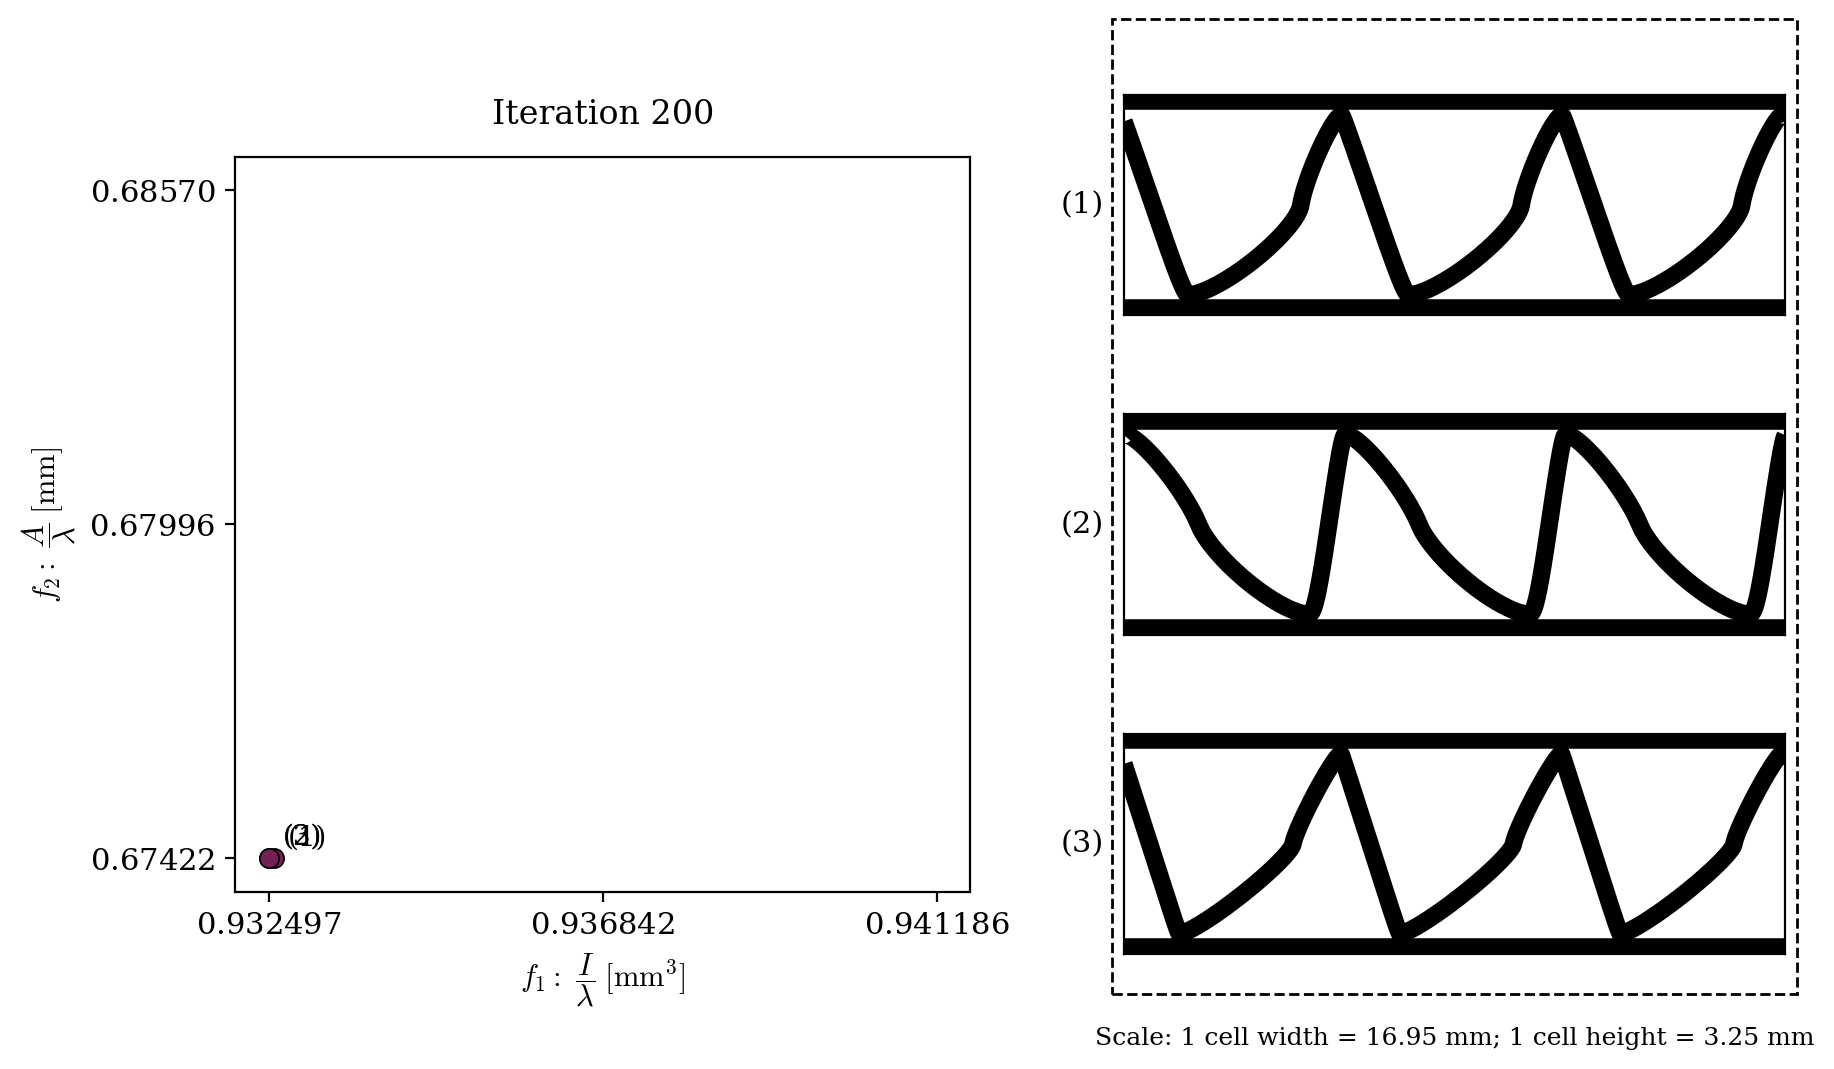 Iteration 200
0.68570
0.67996
0.67422
f₂ : A/λ [mm]
0.932497
0.936842
0.941186
f₁ : I/λ [mm³]
(1)
(2)
(3)
Scale: 1 cell width = 16.95 mm; 1 cell height = 3.25 mm